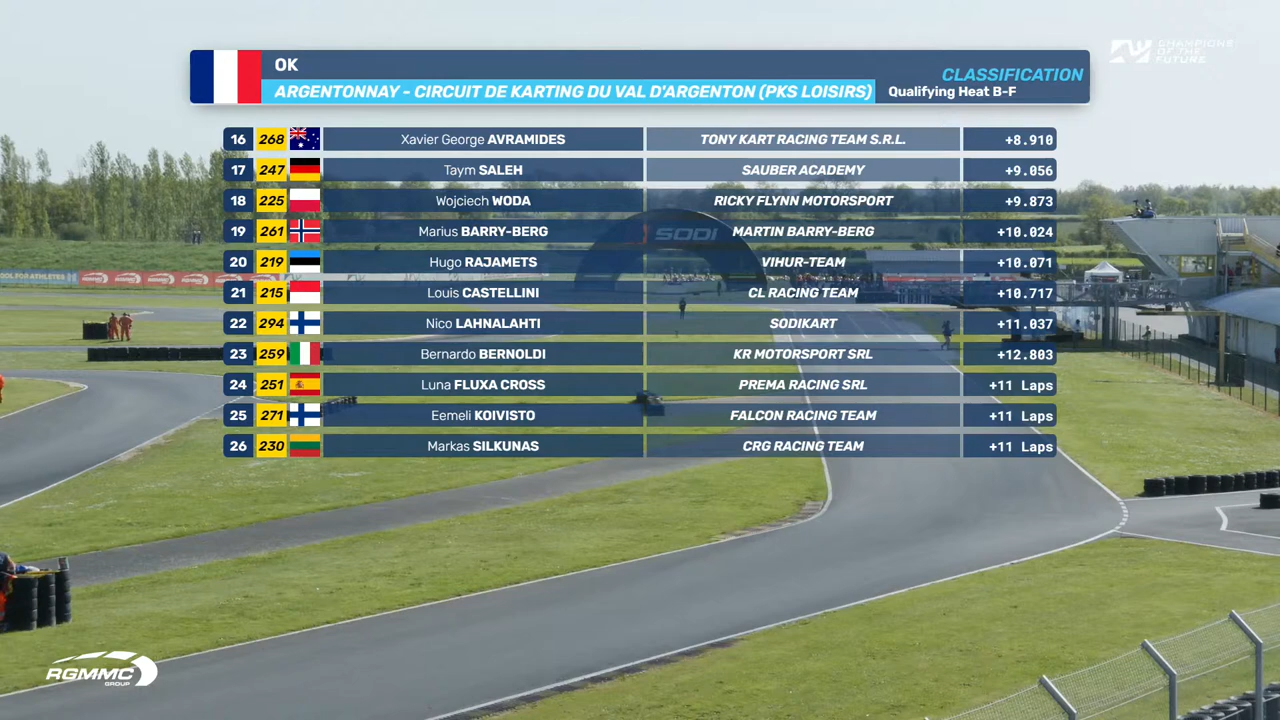 OK
CHAMPIONS OF THE FUTURE
CLASSIFICATION
ARGENTONNAY - CIRCUIT DE KARTING DU VAL D'ARGENTON (PKS LOISIRS)
Qualifying Heat B-F
16 268 Xavier George AVRAMIDES TONY KART RACING TEAM S.R.L. +8.910
17 247 Taym SALEH SAUBER ACADEMY +9.056
18 225 Wojciech WODA RICKY FLYNN MOTORSPORT +9.873
19 261 Marius BARRY-BERG MARTIN BARRY-BERG +10.024
SODI
20 219 Hugo RAJAMETS VIHUR-TEAM +10.071
21 215 Louis CASTELLINI CL RACING TEAM +10.717
22 294 Nico LAHNALAHTI SODIKART +11.037
23 259 Bernardo BERNOLDI KR MOTORSPORT SRL +12.803
24 251 Luna FLUXA CROSS PREMA RACING SRL +11 Laps
25 271 Eemeli KOIVISTO FALCON RACING TEAM +11 Laps
26 230 Markas SILKUNAS CRG RACING TEAM +11 Laps
RGMMC
GROUP